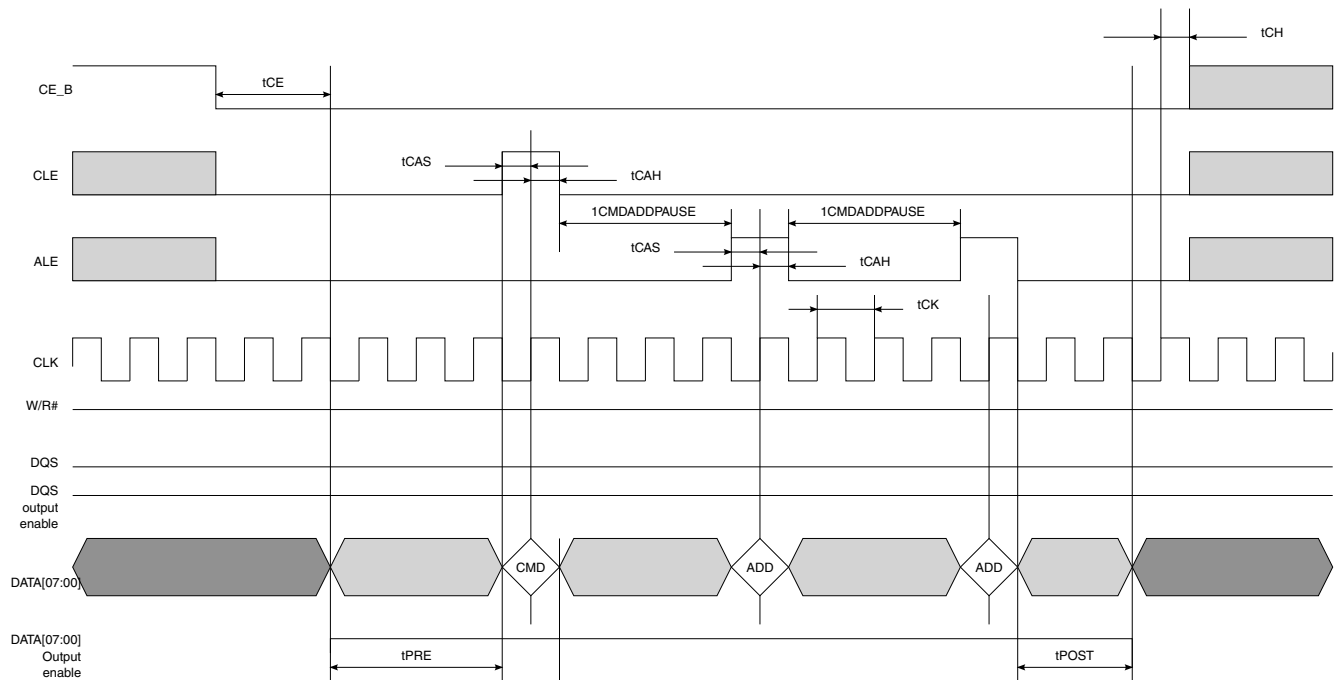 tCH
CE_B
tCE
CLE
tCAS
tCAH
1CMDADDPAUSE
1CMDADDPAUSE
ALE
tCAS
tCAH
tCK
CLK
W/R#
DQS
DQS
output
enable
DATA[07:00]
CMD
ADD
ADD
DATA[07:00]
Output
enable
tPRE
tPOST